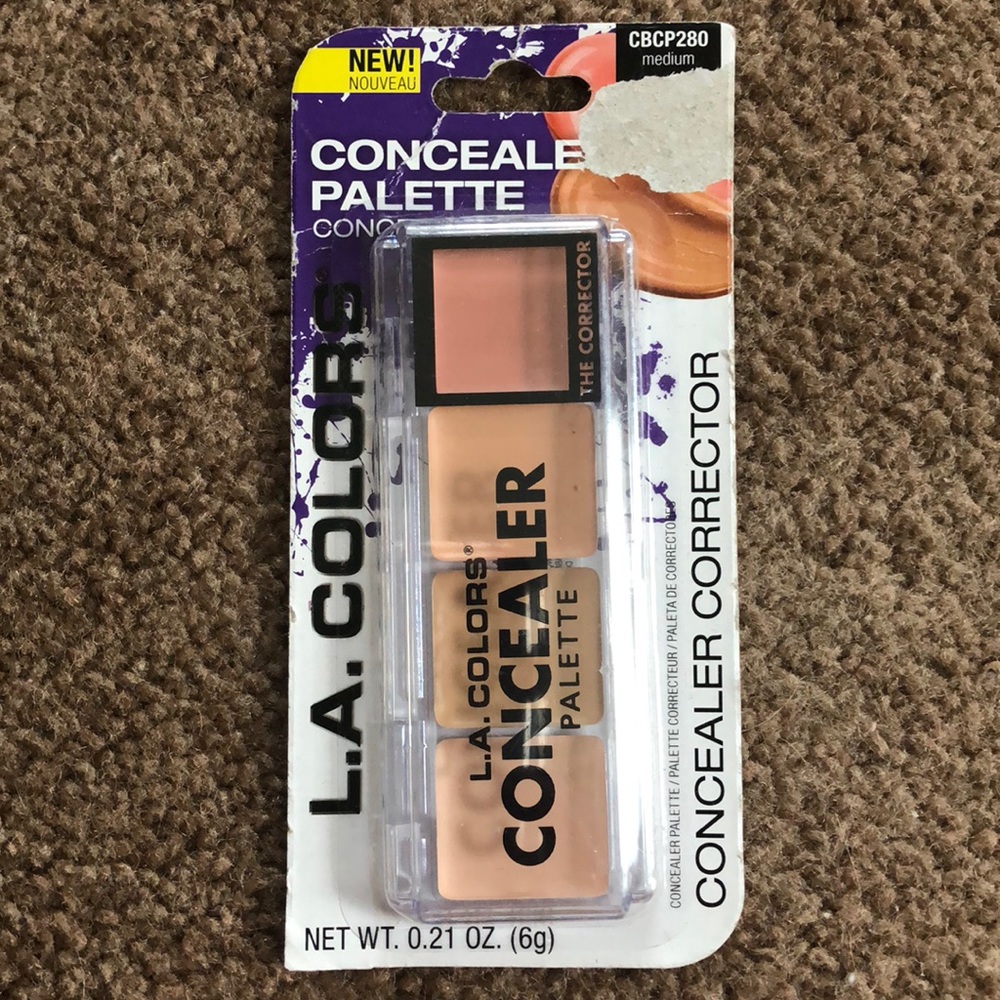 NEW!
NOUVEAU
CBCP280
medium
CONCEALE
PALETTE
CONC
L.A. COLORS®
THE CORRECTOR
L.A. COLORS®
CONCEALER
PALETTE
CONCEALER PALETTE / PALETTE CORRECTEUR / PALETA DE CORRECTORES
CONCEALER CORRECTOR
NET WT. 0.21 OZ. (6g)